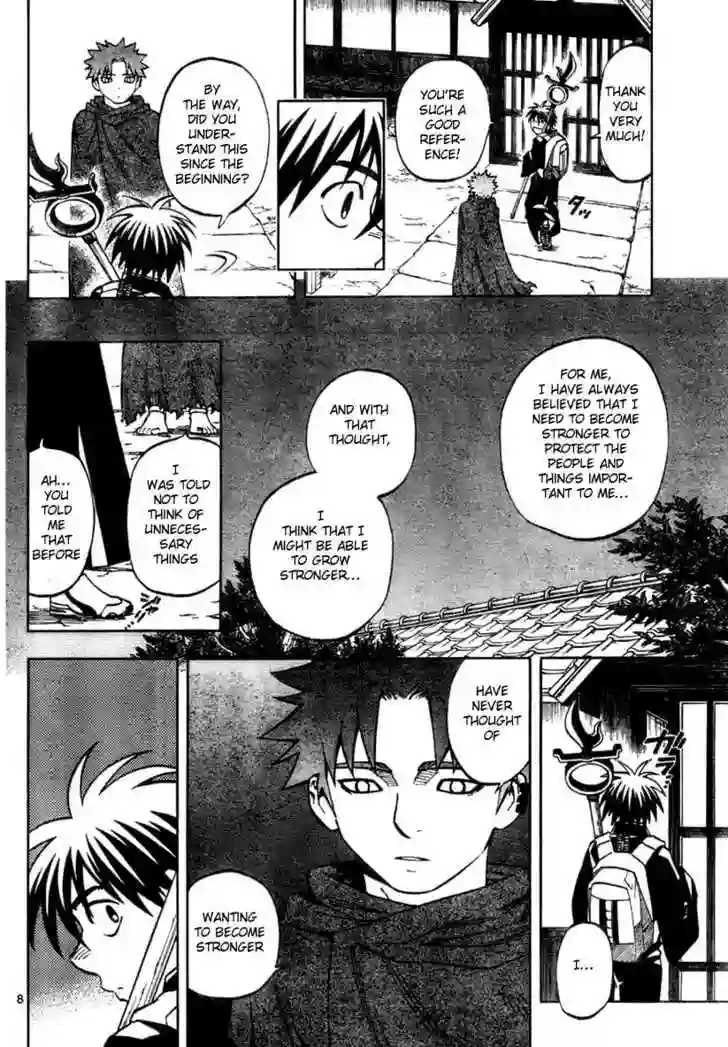 THANK
YOU
VERY
MUCH!
YOU'RE
SUCH
A
GOOD
REFER-
ENCE!
タッ
BY
THE WAY,
DID YOU
UNDER-
STAND THIS
SINCE THE
BEGINNING?
FOR ME,
I HAVE ALWAYS
BELIEVED THAT I
NEED TO BECOME
STRONGER TO
PROTECT THE
PEOPLE AND
THINGS IMPOR-
TANT TO ME...
AND WITH
THAT
THOUGHT,
I
THINK THAT I
MIGHT BE ABLE
TO GROW
STRONGER...
I
WAS TOLD
NOT TO
THINK OF
UNNECES-
SARY
THINGS
AH...
YOU
TOLD
ME
THAT
BEFORE
ガラ
I...
HAVE
NEVER
THOUGHT
OF
WANTING
TO BECOME
STRONGER
8